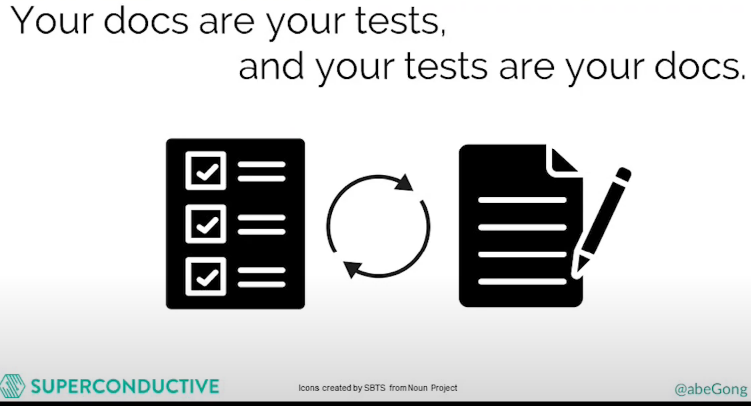 Your docs are your tests,
and your tests are your docs.
SUPERCONDUCTIVE
Icons created by SBTS from Noun Project
@abeGong